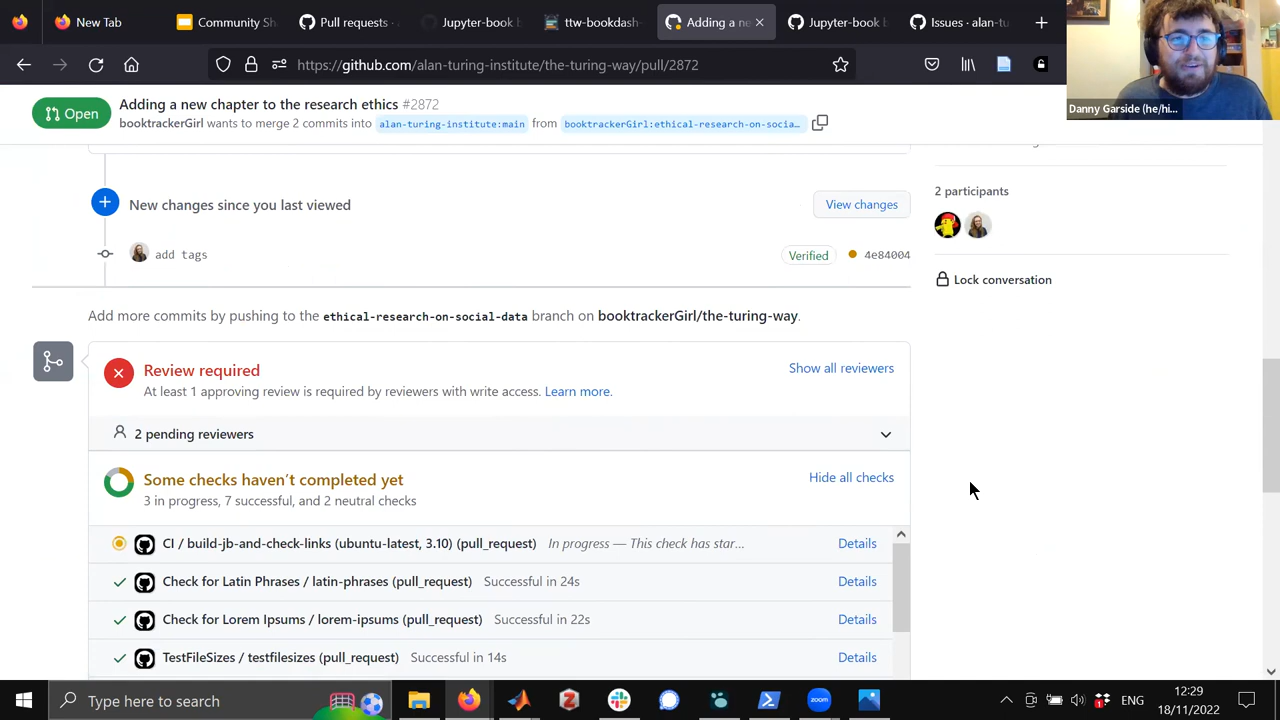 New Tab
Community Sh
Pull requests
Jupyter-book b
ttw-bookdash
Adding a ne
Jupyter-book E
Issues · alan-tu
https://github.com/alan-turing-institute/the-turing-way/pull/2872
Danny Garside (he/hi...
Open
Adding a new chapter to the research ethics #2872
booktrackerGirl wants to merge 2 commits into alan-turing-institute:main from booktrackerGirl:ethical-research-on-socia…
2 participants
New changes since you last viewed
View changes
add tags
Verified
4e84004
Lock conversation
Add more commits by pushing to the ethical-research-on-social-data branch on booktrackerGirl/the-turing-way.
Review required
Show all reviewers
At least 1 approving review is required by reviewers with write access. Learn more.
2 pending reviewers
Some checks haven't completed yet
Hide all checks
3 in progress, 7 successful, and 2 neutral checks
CI / build-jb-and-check-links (ubuntu-latest, 3.10) (pull_request) In progress — This check has star... Details
Check for Latin Phrases / latin-phrases (pull_request) Successful in 24s Details
Check for Lorem Ipsums / lorem-ipsums (pull_request) Successful in 22s Details
TestFileSizes / testfilesizes (pull_request) Successful in 14s Details
Type here to search
zoom
ENG
12:29
18/11/2022